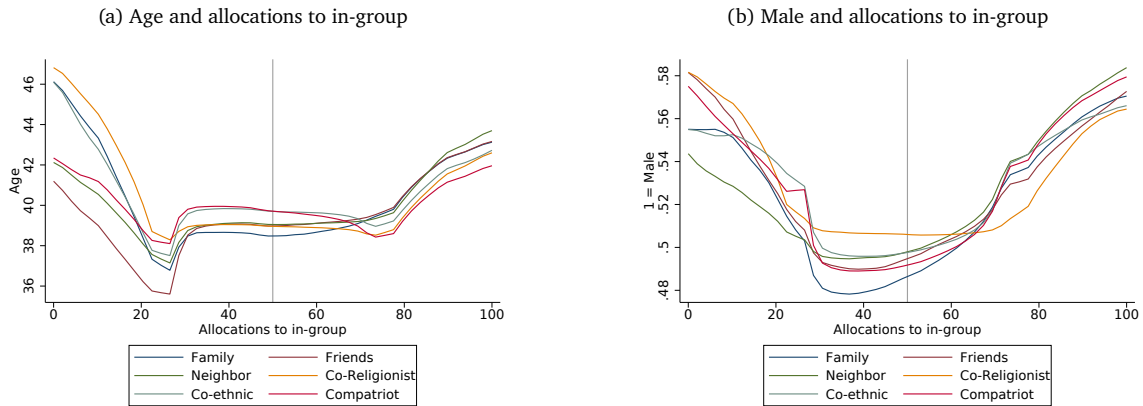 (a) Age and allocations to in-group
Age
46
44
42
40
38
36
0 20 40 60 80 100
Allocations to in-group
Family Friends
Neighbor Co-Religionist
Co-ethnic Compatriot
(b) Male and allocations to in-group
1 = Male
.58
.56
.54
.52
.5
.48
0 20 40 60 80 100
Allocations to in-group
Family Friends
Neighbor Co-Religionist
Co-ethnic Compatriot